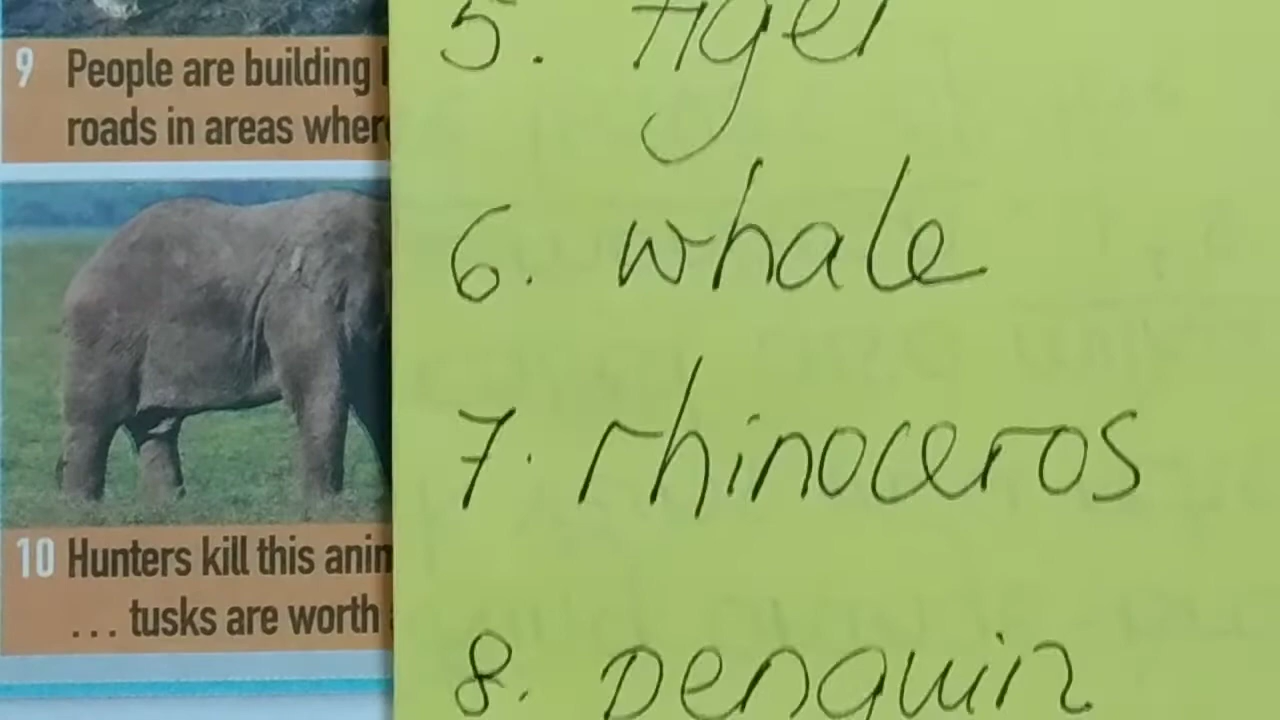 9 People are building
roads in areas where
10 Hunters kill this
... tusks are worth
5. tiger
6. whale
7. rhinoceros
8. penguin